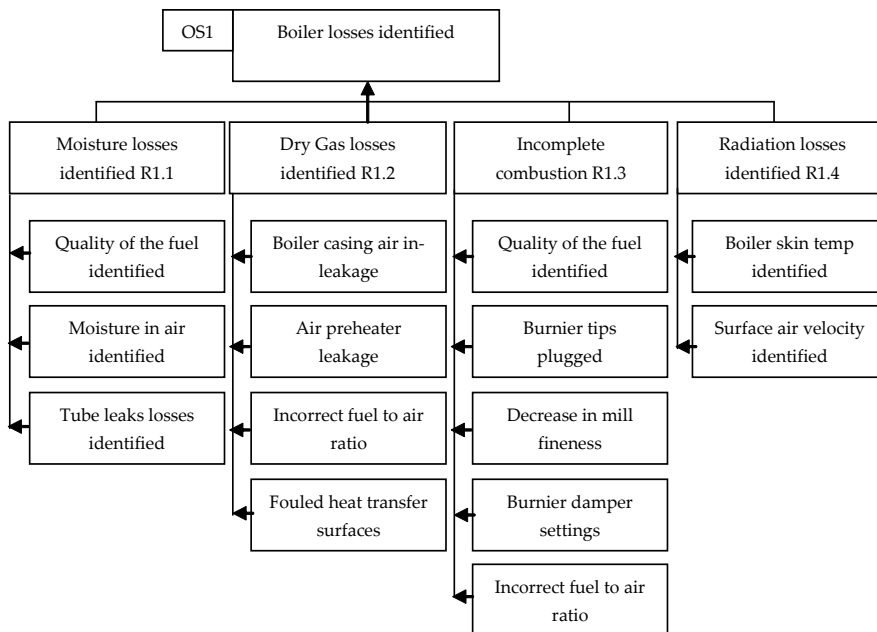 OS1
Boiler losses identified
Moisture losses
identified R1.1
Dry Gas losses
identified R1.2
Incomplete
combustion R1.3
Radiation losses
identified R1.4
Quality of the fuel
identified
Moisture in air
identified
Tube leaks losses
identified
Boiler casing air in-
leakage
Air preheater
leakage
Incorrect fuel to air
ratio
Fouled heat transfer
surfaces
Quality of the fuel
identified
Burnier tips
plugged
Decrease in mill
fineness
Burnier damper
settings
Incorrect fuel to air
ratio
Boiler skin temp
identified
Surface air velocity
identified